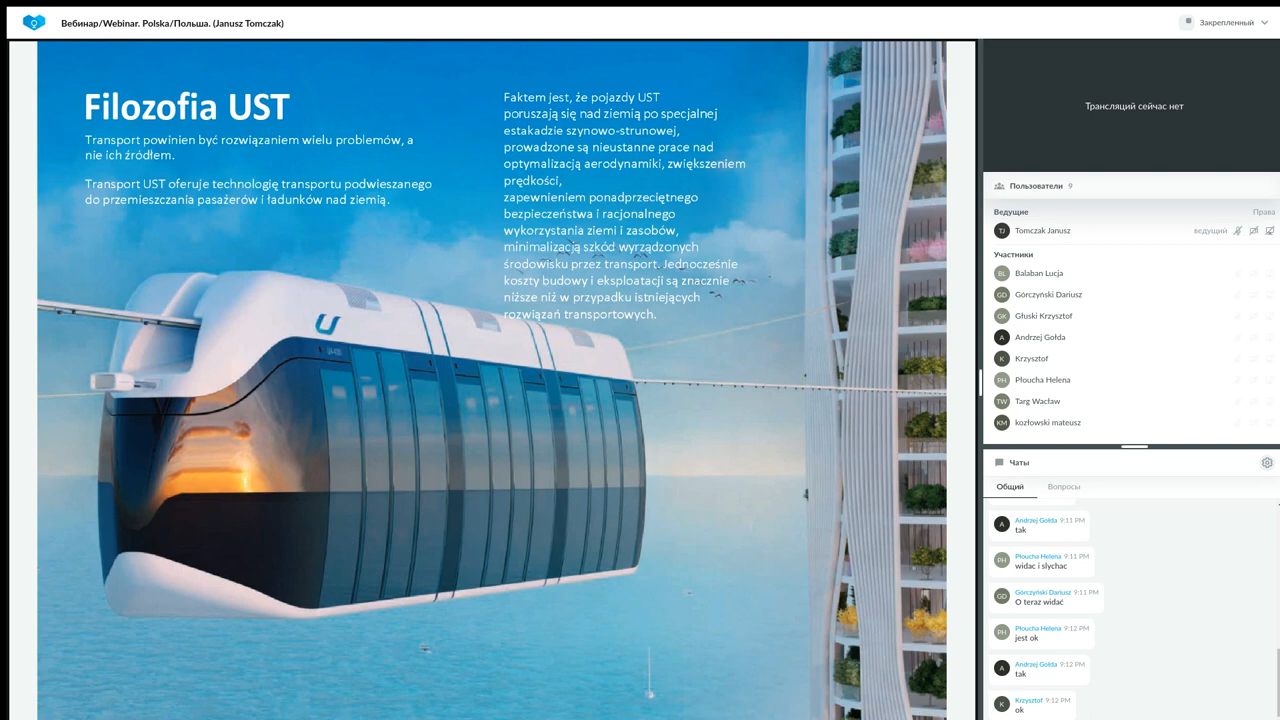 Вебинар/Webinar. Polska/Польша. (Janusz Tomczak)
Закрепленный
Filozofia UST
Transport powinien być rozwiązaniem wielu problemów, a
nie ich źródłem.
Transport UST oferuje technologię transportu podwieszanego
do przemieszczania pasażerów i ładunków nad ziemią.
Faktem jest, że pojazdy UST
poruszają się nad ziemią po specjalnej
estakadzie szynowo-strunowej,
prowadzone są nieustanne prace nad
optymalizacją aerodynamiki, zwiększeniem
prędkości,
zapewnieniem ponadprzeciętnego
bezpieczeństwa i racjonalnego
wykorzystania ziemi i zasobów,
minimalizacją szkód wyrządzonych
środowisku przez transport. Jednocześnie
koszty budowy i eksploatacji są znacznie
niższe niż w przypadku istniejących
rozwiązań transportowych.
Трансляций сейчас нет
Пользователи 9
Ведущие Права
TJ Tomczak Janusz ведущий
Участники
BL Balaban Lucja
GD Górczyński Dariusz
GK Głuski Krzysztof
A Andrzej Gołda
K Krzysztof
PH Płoucha Helena
TW Targ Wacław
KM kozłowski mateusz
Чаты
Общий Вопросы
A Andrzej Gołda 9:11 PM
tak
PH Płoucha Helena 9:11 PM
widac i slychac
GD Górczyński Dariusz 9:11 PM
O teraz widać
PH Płoucha Helena 9:12 PM
jest ok
A Andrzej Gołda 9:12 PM
tak
K Krzysztof 9:12 PM
ok